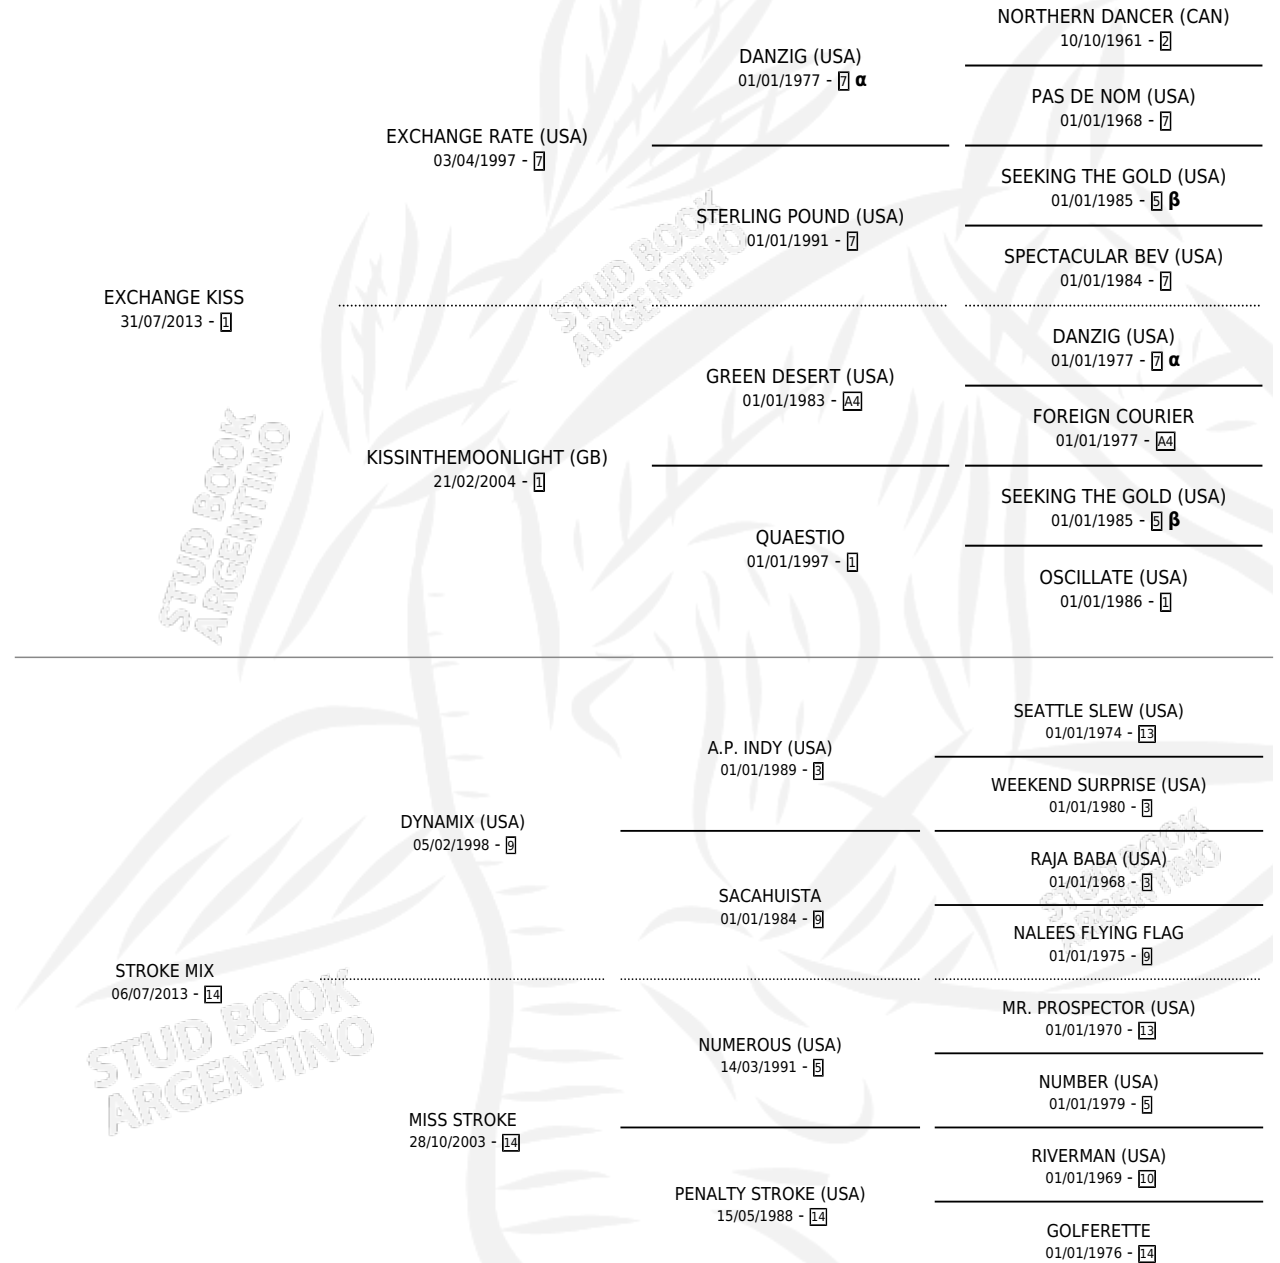 NORTHERN DANCER (CAN)
10/10/1961 - 2
DANZIG (USA)
01/01/1977 - 7 α
PAS DE NOM (USA)
01/01/1968 - 7
EXCHANGE RATE (USA)
03/04/1997 - 7
SEEKING THE GOLD (USA)
01/01/1985 - 5 β
STERLING POUND (USA)
01/01/1991 - 7
SPECTACULAR BEV (USA)
01/01/1984 - 7
EXCHANGE KISS
31/07/2013 - 1
DANZIG (USA)
01/01/1977 - 7 α
GREEN DESERT (USA)
01/01/1983 - A4
FOREIGN COURIER
01/01/1977 - A4
KISSINTHEMOONLIGHT (GB)
21/02/2004 - 1
SEEKING THE GOLD (USA)
01/01/1985 - 5 β
QUAESTIO
01/01/1997 - 1
OSCILLATE (USA)
01/01/1986 - 1
SEATTLE SLEW (USA)
01/01/1974 - 13
A.P. INDY (USA)
01/01/1989 - 3
WEEKEND SURPRISE (USA)
01/01/1980 - 3
DYNAMIX (USA)
05/02/1998 - 9
RAJA BABA (USA)
01/01/1968 - 3
SACAHUISTA
01/01/1984 - 9
NALEES FLYING FLAG
01/01/1975 - 9
STROKE MIX
06/07/2013 - 14
MR. PROSPECTOR (USA)
01/01/1970 - 13
NUMEROUS (USA)
14/03/1991 - 5
NUMBER (USA)
01/01/1979 - 5
MISS STROKE
28/10/2003 - 14
RIVERMAN (USA)
01/01/1969 - 10
PENALTY STROKE (USA)
15/05/1988 - 14
GOLFERETTE
01/01/1976 - 14
STUD BOOK
ARGENTINO
STUD BOOK
ARGENTINO
STUD BOOK
ARGENTINO
STUD BOOK
ARGENTINO